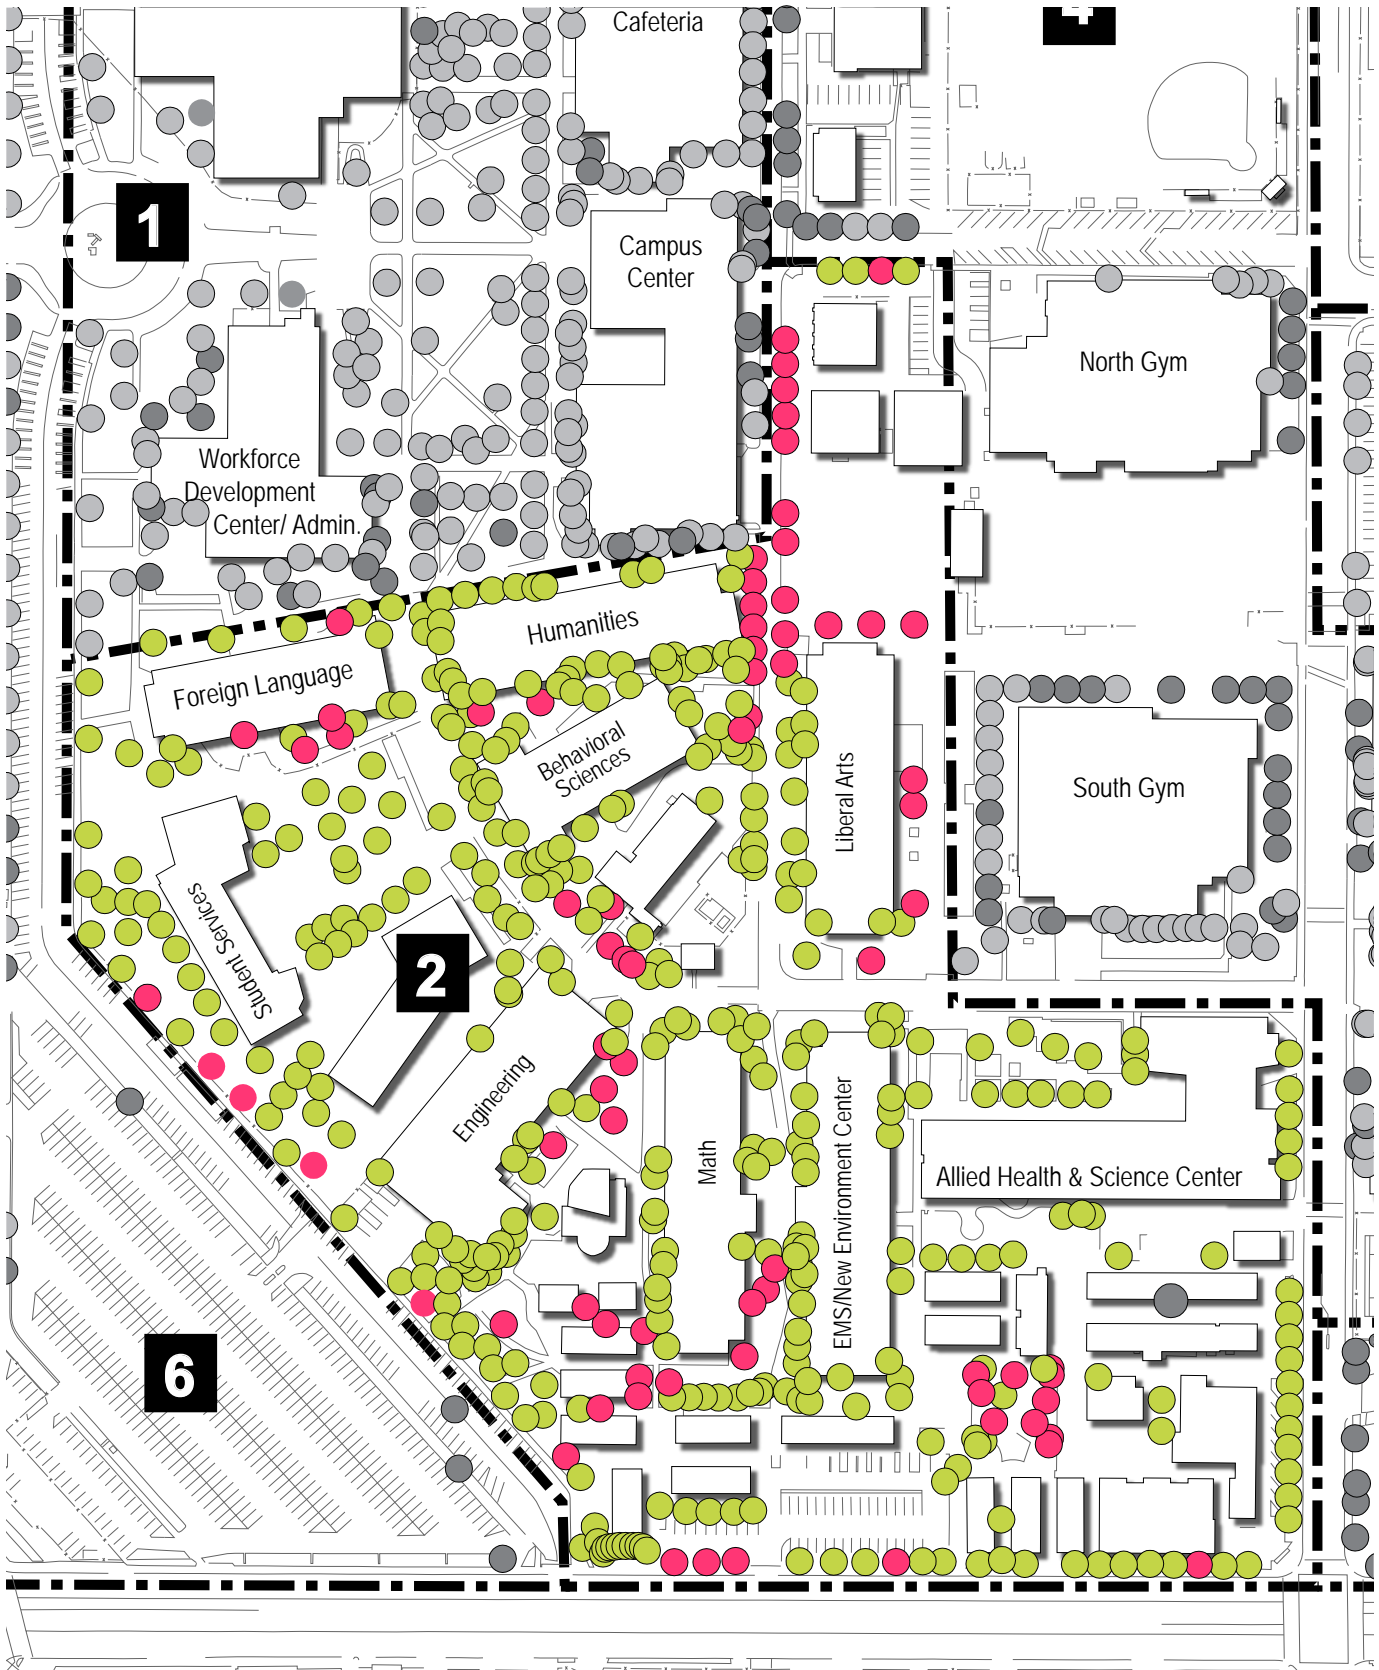 Cafeteria
1
Campus
Center
North Gym
Workforce
Development
Center/ Admin.
Humanities
Foreign Language
Behavioral
Sciences
Liberal Arts
South Gym
Student Services
2
Engineering
Math
EMS/New Environment Center
Allied Health & Science Center
6